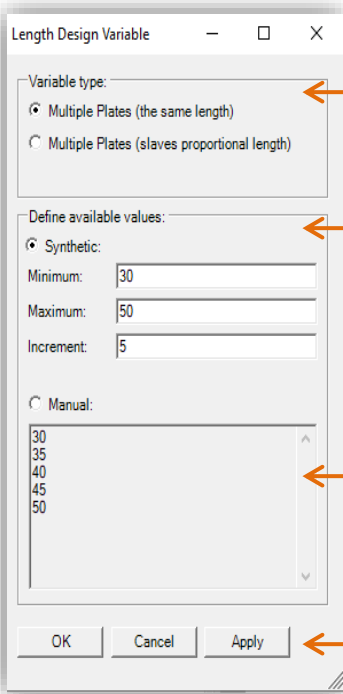 Length Design Variable
Variable type:
Multiple Plates (the same length)
Multiple Plates (slaves proportional length)
Define available values:
Synthetic:
Minimum: 30
Maximum: 50
Increment: 5
Manual:
30
35
40
45
50
OK Cancel Apply